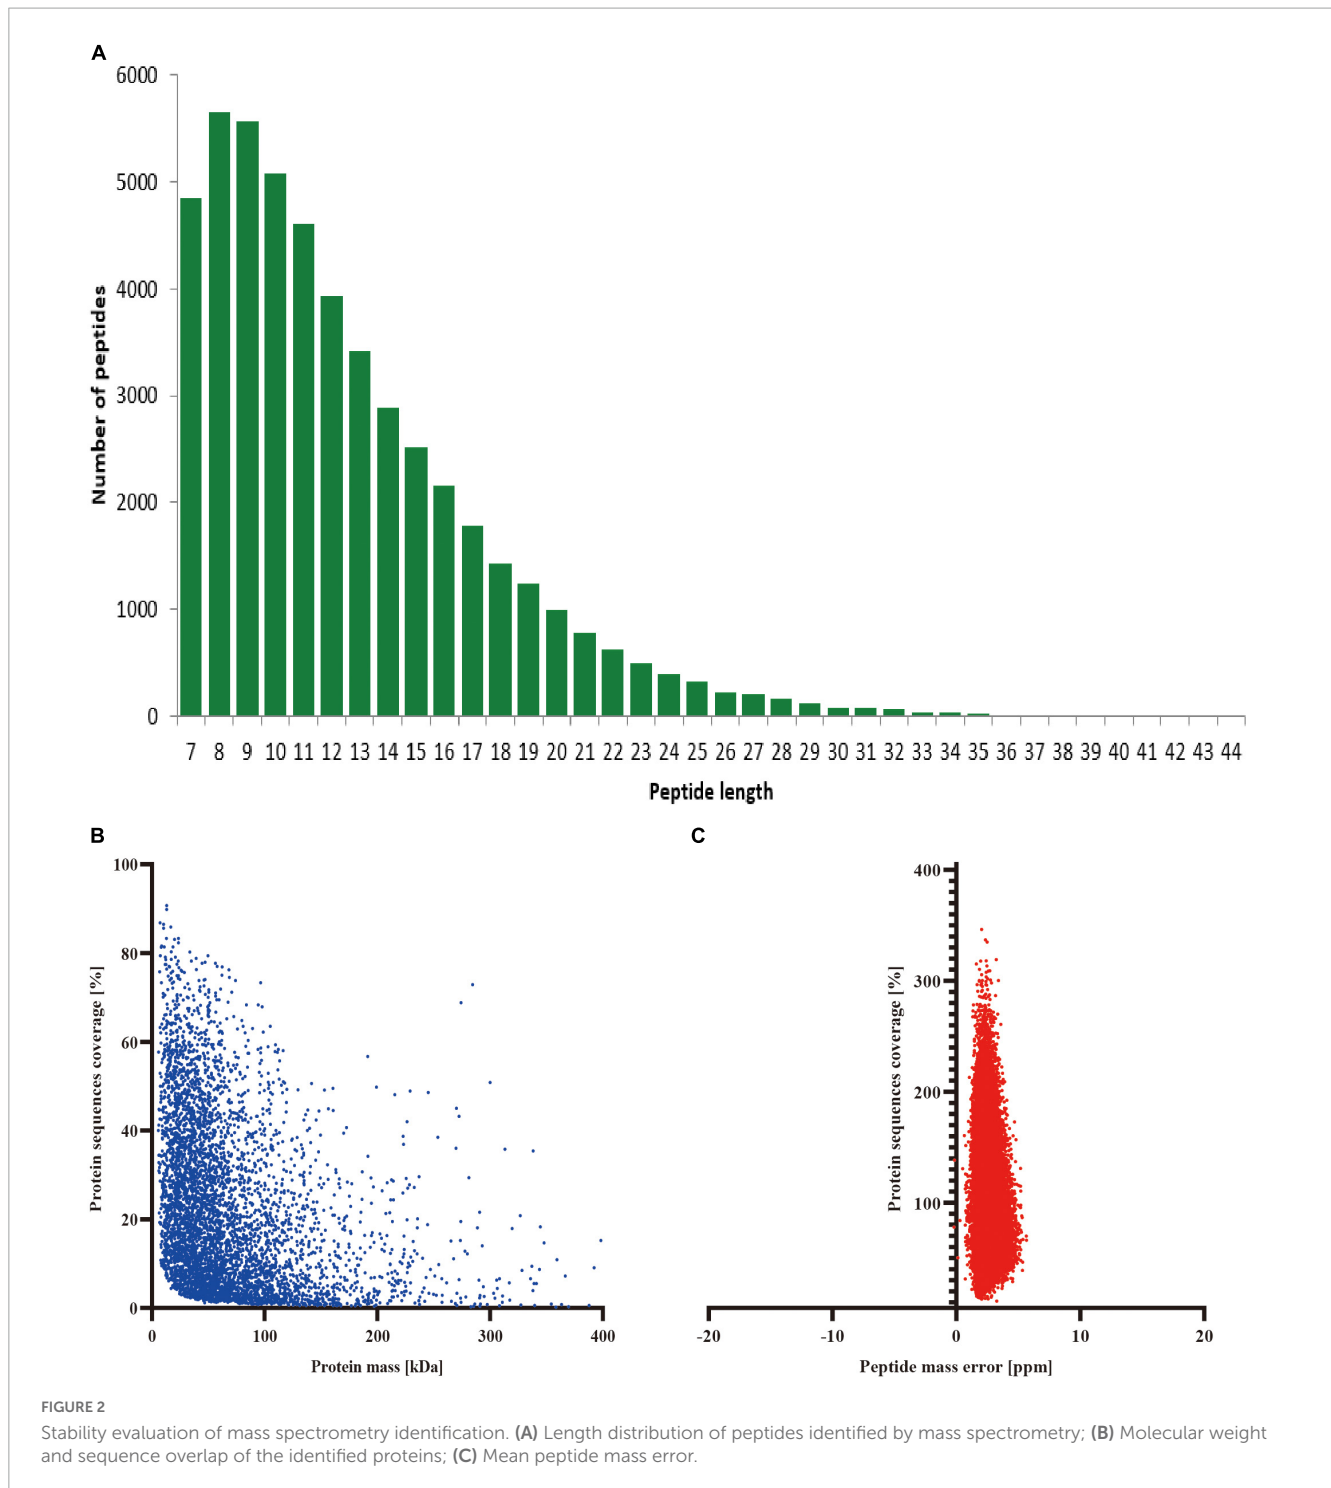 A
6000
5000
4000
3000
2000
1000
0
Number of peptides
7 8 9 10 11 12 13 14 15 16 17 18 19 20 21 22 23 24 25 26 27 28 29 30 31 32 33 34 35 36 37 38 39 40 41 42 43 44
Peptide length
B
100
80
60
40
20
0
Protein sequences coverage [%]
0 100 200 300 400
Protein mass [kDa]
C
400
300
200
100
Protein sequences coverage [%]
-20 -10 0 10 20
Peptide mass error [ppm]
FIGURE 2
Stability evaluation of mass spectrometry identification. (A) Length distribution of peptides identified by mass spectrometry; (B) Molecular weight
and sequence overlap of the identified proteins; (C) Mean peptide mass error.